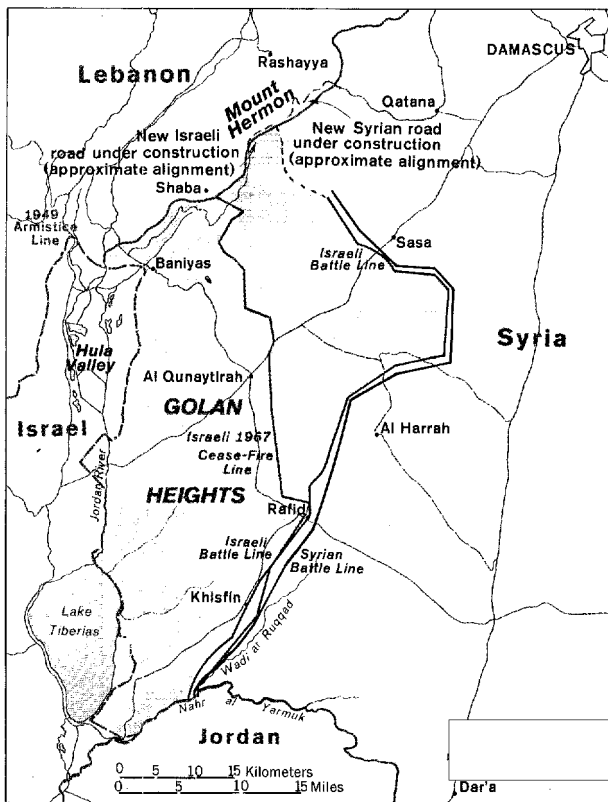 DAMASCUS
Lebanon
Rashayya
Mount
Hermon
Qatana
New Israeli
road under construction
(approximate alignment)
New Syrian road
under construction
(approximate alignment)
Shaba
1949
Armistice
Line
Sasa
Israeli
Battle Line
Baniyas
Syria
Hula
Valley
Al Qunaytirah
GOLAN
Israel
Israeli 1967
Cease-Fire
Line
Al Harrah
Jordan River
HEIGHTS
Rafid
Israeli
Battle Line
Syrian
Battle Line
Khisfin
Lake
Tiberias
Wadi ar Ruqqad
Nahr al Yarmuk
Jordan
0 5 10 15 Kilometers
0 5 10 15 Miles
Dar'a